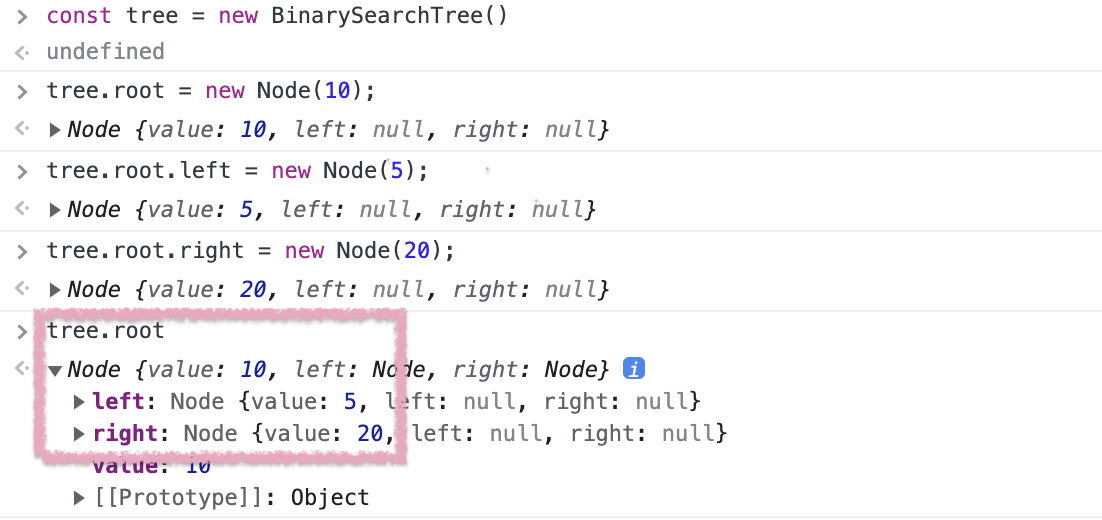 const tree = new BinarySearchTree()
undefined
tree.root = new Node(10);
Node {value: 10, left: null, right: null}
tree.root.left = new Node(5);
Node {value: 5, left: null, right: null}
tree.root.right = new Node(20);
Node {value: 20, left: null, right: null}
tree.root
Node {value: 10, left: Node, right: Node} i
left: Node {value: 5, left: null, right: null}
right: Node {value: 20, left: null, right: null}
value: 10
[[Prototype]]: Object